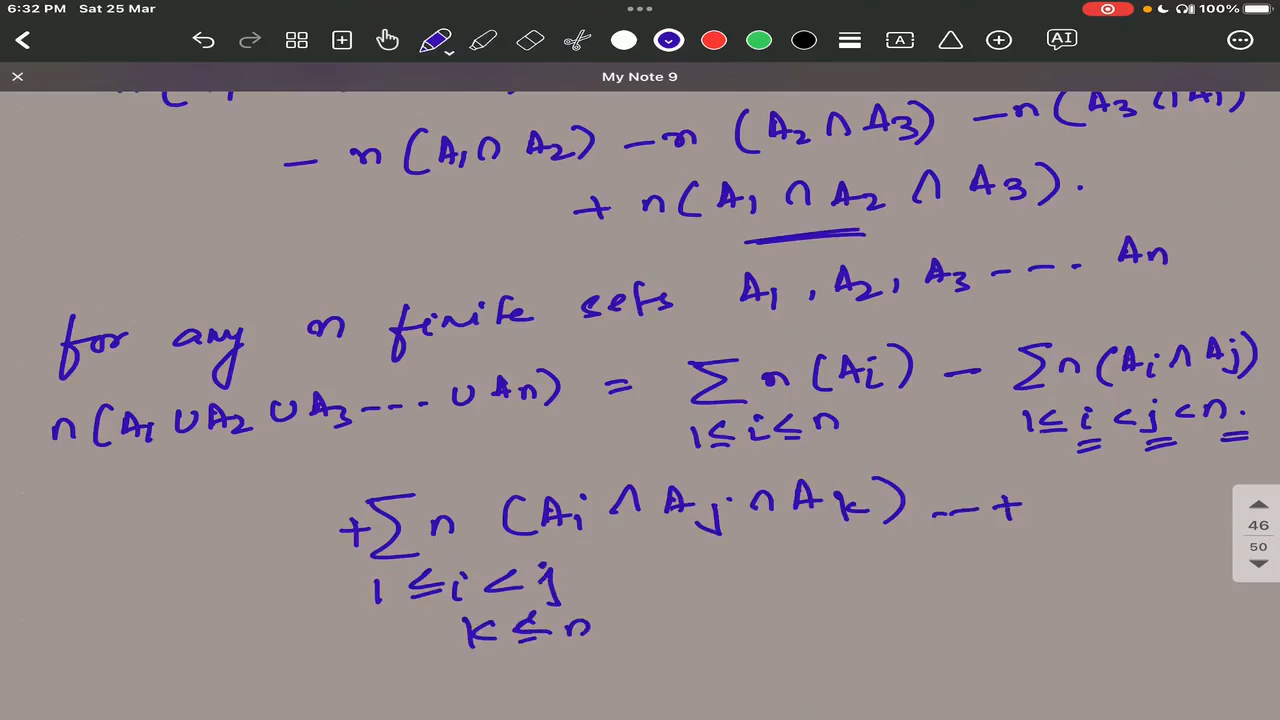 6:32 PM Sat 25 Mar
100%
A
AI
My Note 9
– n (A₁ ∩ A₂) – n (A₂ ∩ A₃) – n (A₃ ∩ A₁)
+ n (A₁ ∩ A₂ ∩ A₃).
for any n finite sets A₁, A₂, A₃ ---- An
n (A₁ ∪ A₂ ∪ A₃ ---- ∪ An) = ∑ n (Ai) – ∑ n (Ai ∩ Aj)
1 ≤ i ≤ n 1 ≤ i < j < n.
+ ∑ n (Ai ∩ Aj ∩ Ak) --- +
1 ≤ i < j
k ≤ n
46
50